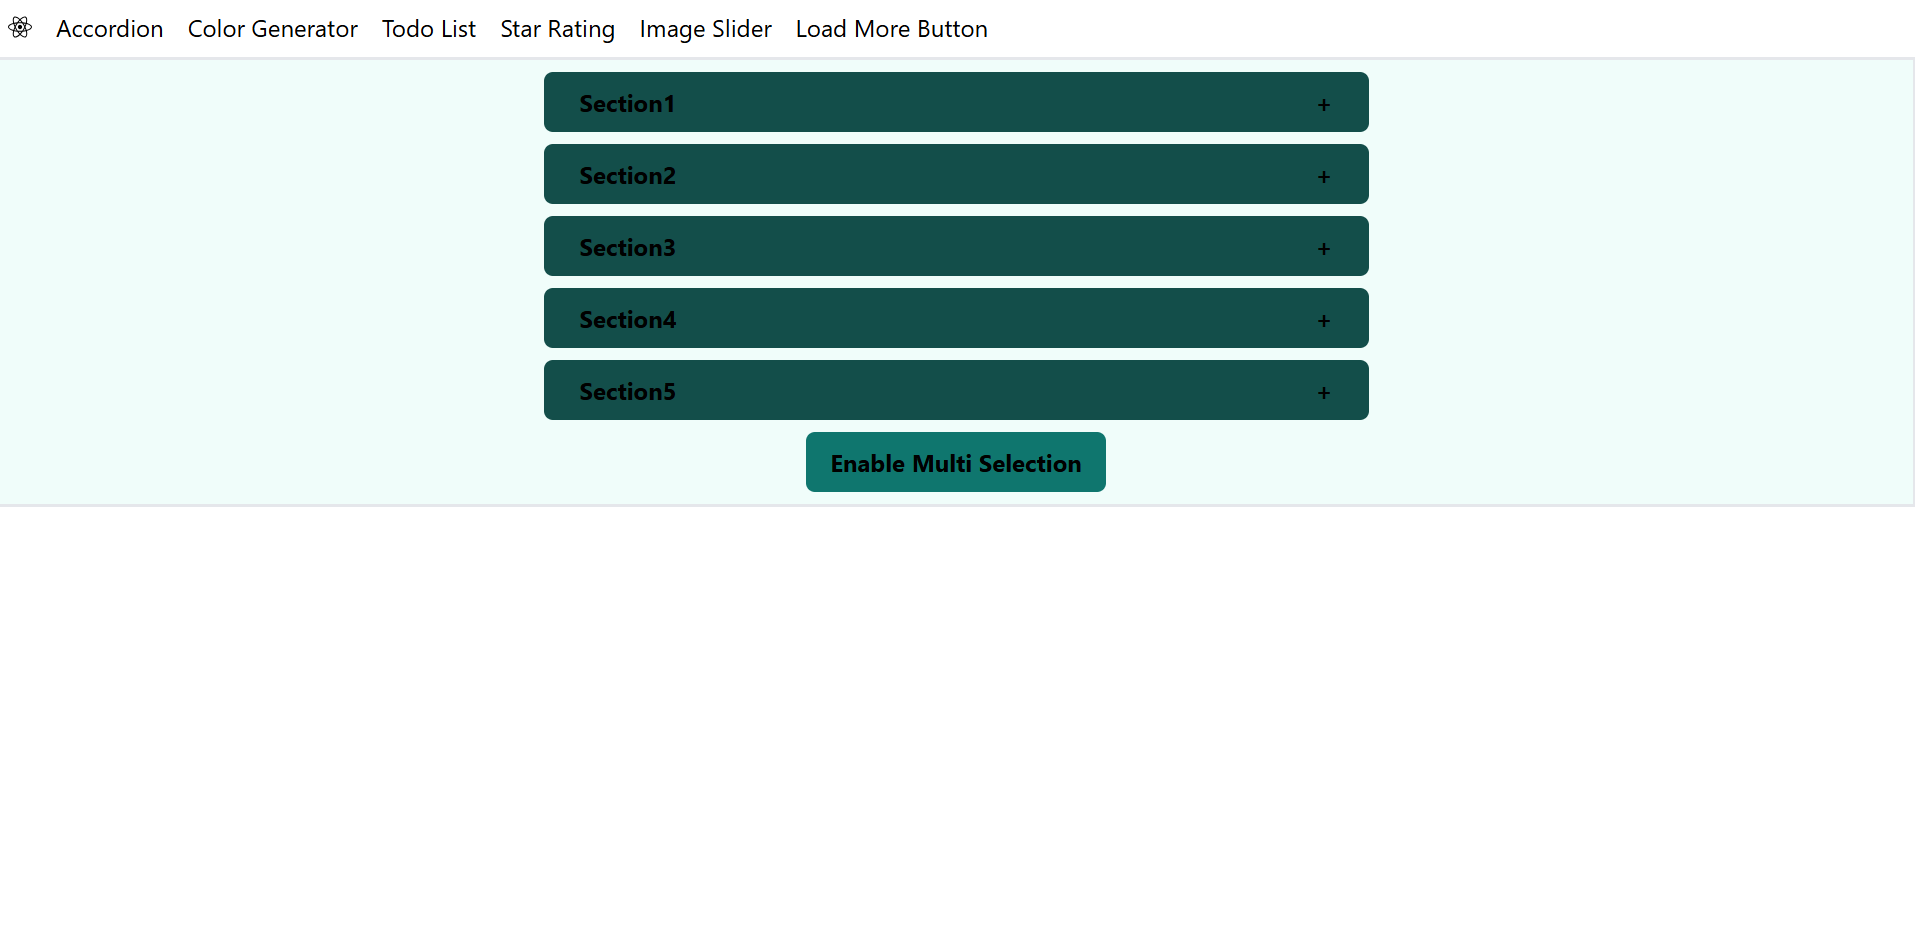 Accordion Color Generator Todo List Star Rating Image Slider Load More Button
Section1 +
Section2 +
Section3 +
Section4 +
Section5 +
Enable Multi Selection